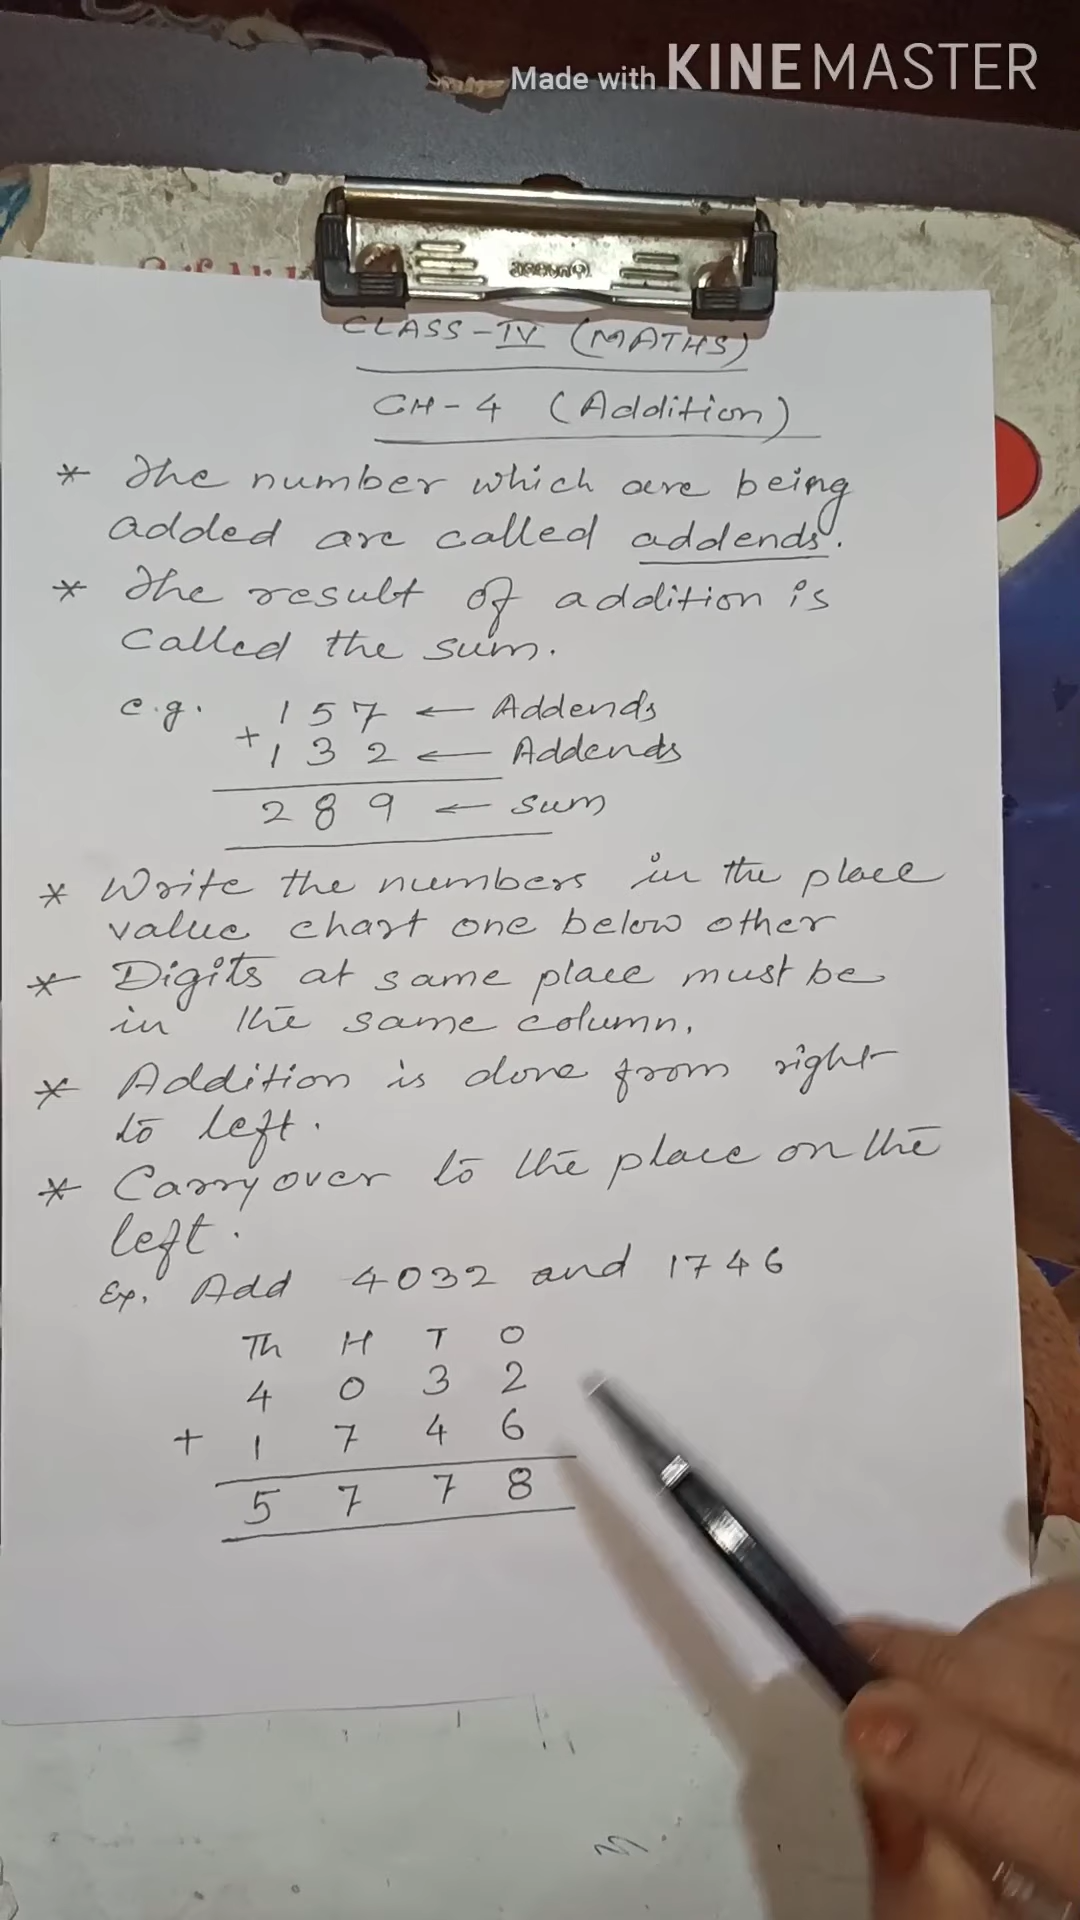 Made with KINEMASTER
CLASS-IV (MATHS)
CH-4 (Addition)
* The number which are being
added are called addends.
* The result of addition is
called the sum.
e.g. 157 ← Addends
+ 132 ← Addends
289 ← sum
* Write the numbers in the place
value chart one below other
* Digits at same place must be
in the same column.
* Addition is done from right
to left.
* Carryover to the place on the
left.
Ex. Add 4032 and 1746
Th H T O
4 0 3 2
+ 1 7 4 6
5 7 7 8